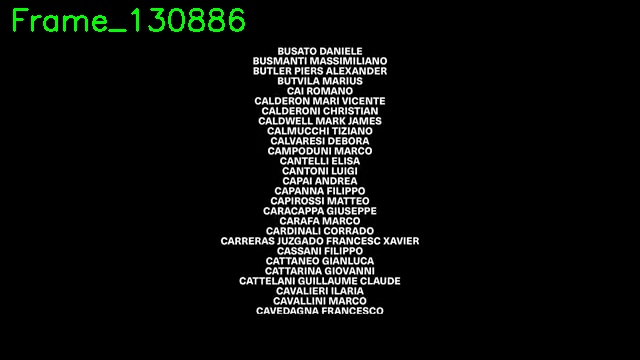 Frame_130886
BUSATO DANIELE
BUSMANTI MASSIMILIANO
BUTLER PIERS ALEXANDER
BUTVILA MARIUS
CAI ROMANO
CALDERON MARI VICENTE
CALDERONI CHRISTIAN
CALDWELL MARK JAMES
CALMUCCHI TIZIANO
CALVARESI DEBORA
CAMPODUNI MARCO
CANTELLI ELISA
CANTONI LUIGI
CAPAI ANDREA
CAPANNA FILIPPO
CAPIROSSI MATTEO
CARACAPPA GIUSEPPE
CARAFA MARCO
CARDINALI CORRADO
CARRERAS JUZGADO FRANCESC XAVIER
CASSANI FILIPPO
CATTANEO GIANLUCA
CATTARINA GIOVANNI
CATTELANI GUILLAUME CLAUDE
CAVALIERI ILARIA
CAVALLINI MARCO
CAVEDAGNA FRANCESCO